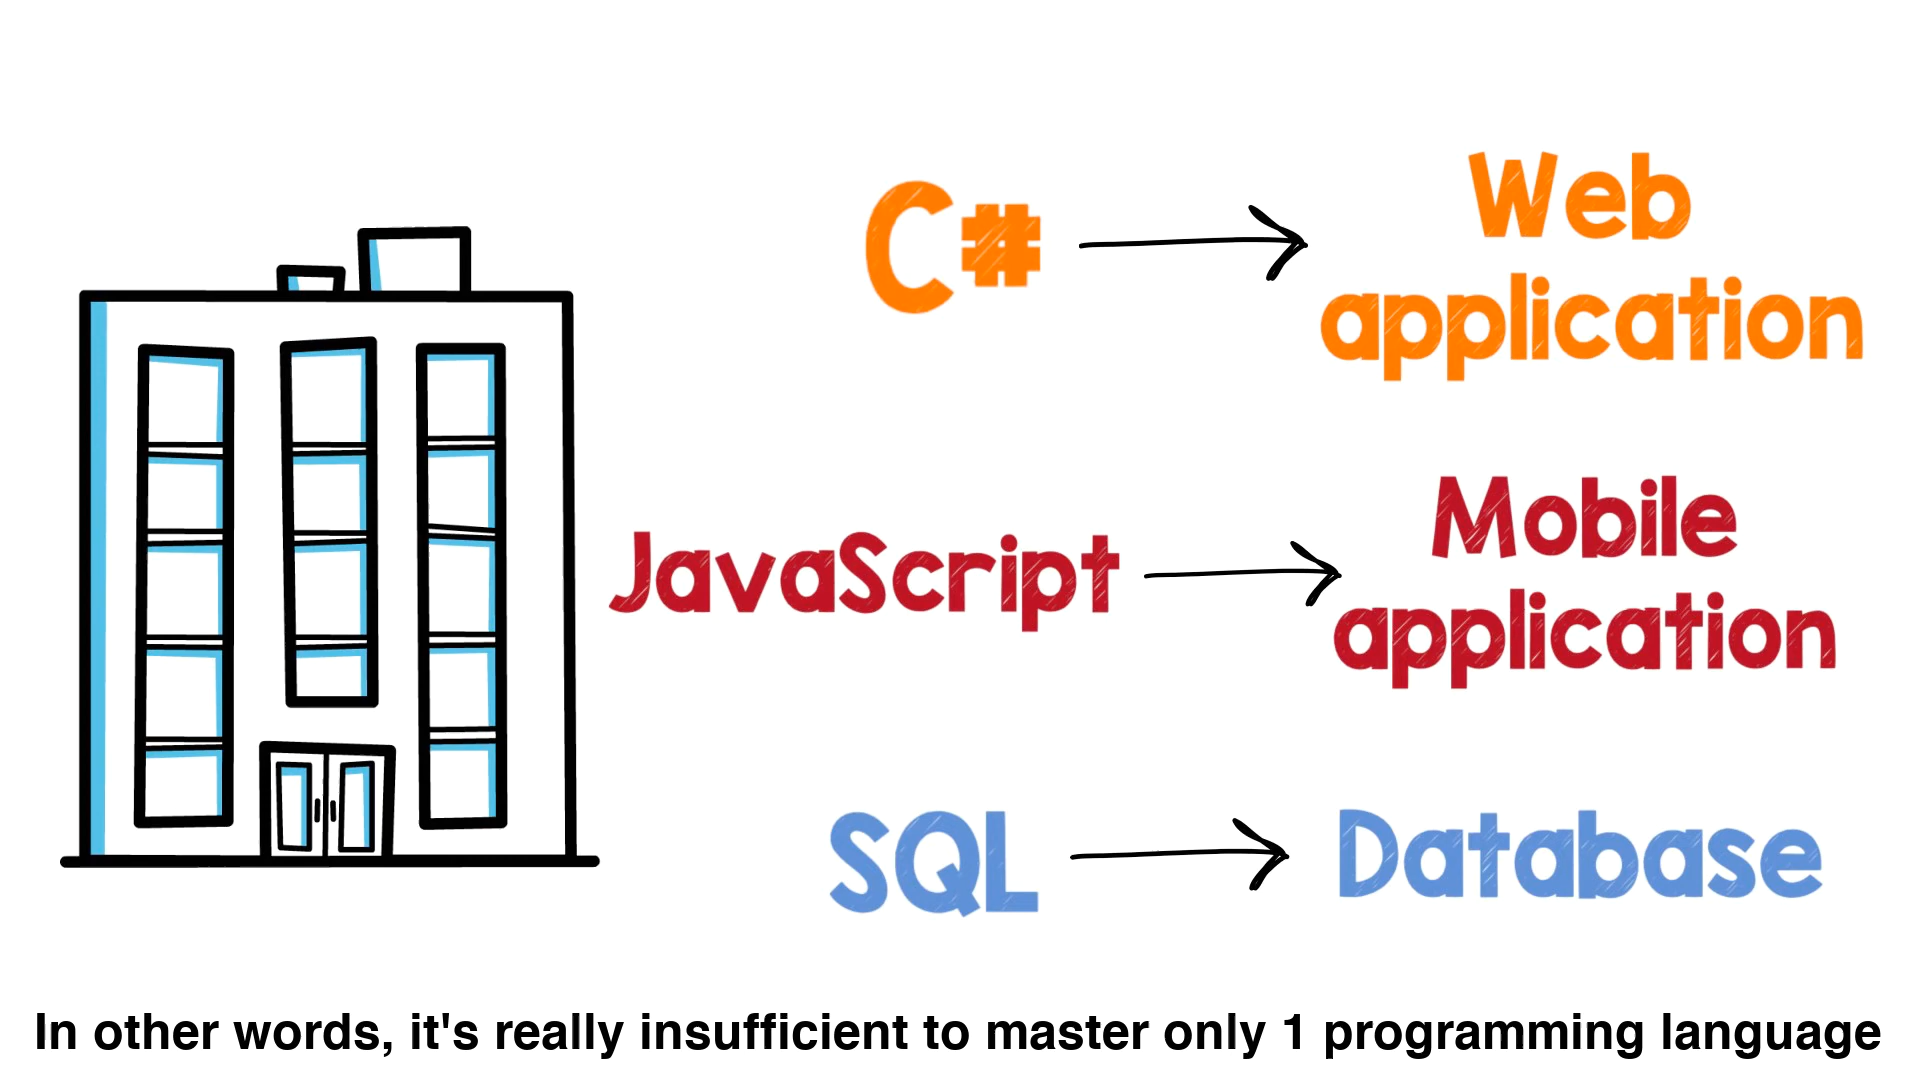 C#
Web
application
JavaScript
Mobile
application
SQL
Database
In other words, it's really insufficient to master only 1 programming language